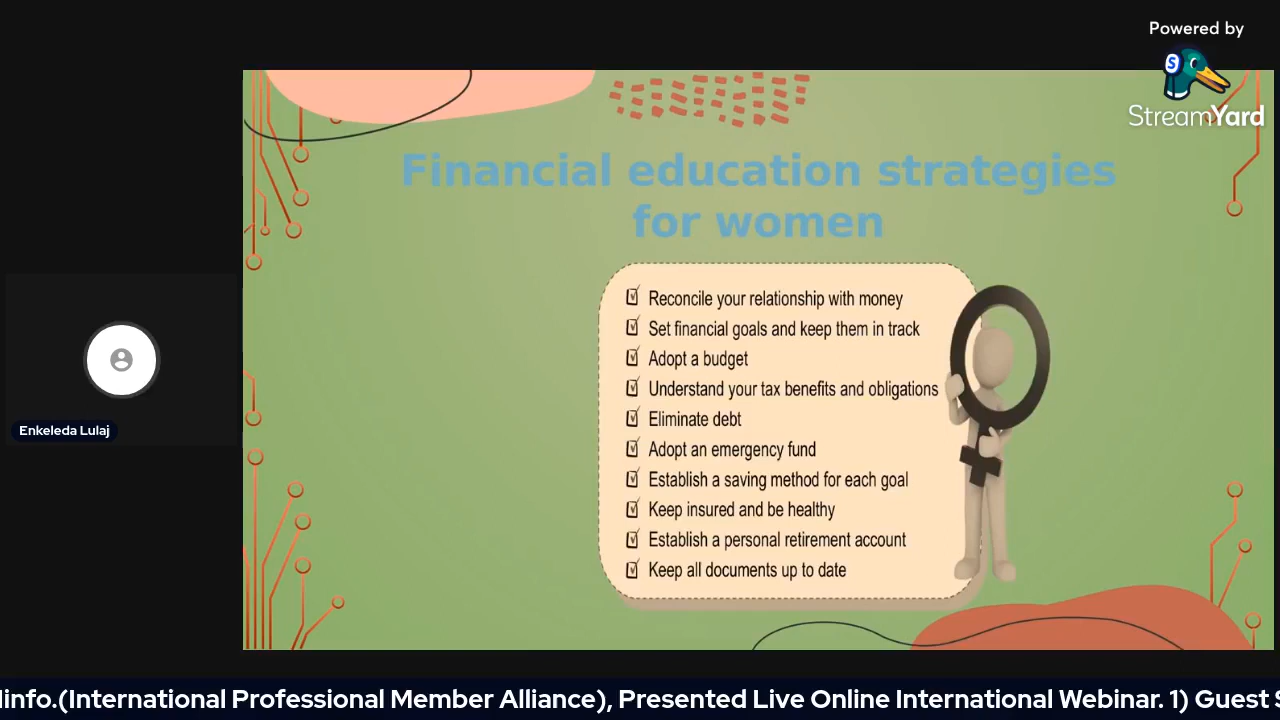 Powered by
StreamYard
Financial education strategies
for women
Reconcile your relationship with money
Set financial goals and keep them in track
Adopt a budget
Understand your tax benefits and obligations
Eliminate debt
Adopt an emergency fund
Establish a saving method for each goal
Keep insured and be healthy
Establish a personal retirement account
Keep all documents up to date
Enkeleda Lulaj
info.(International Professional Member Alliance), Presented Live Online International Webinar. 1) Guest